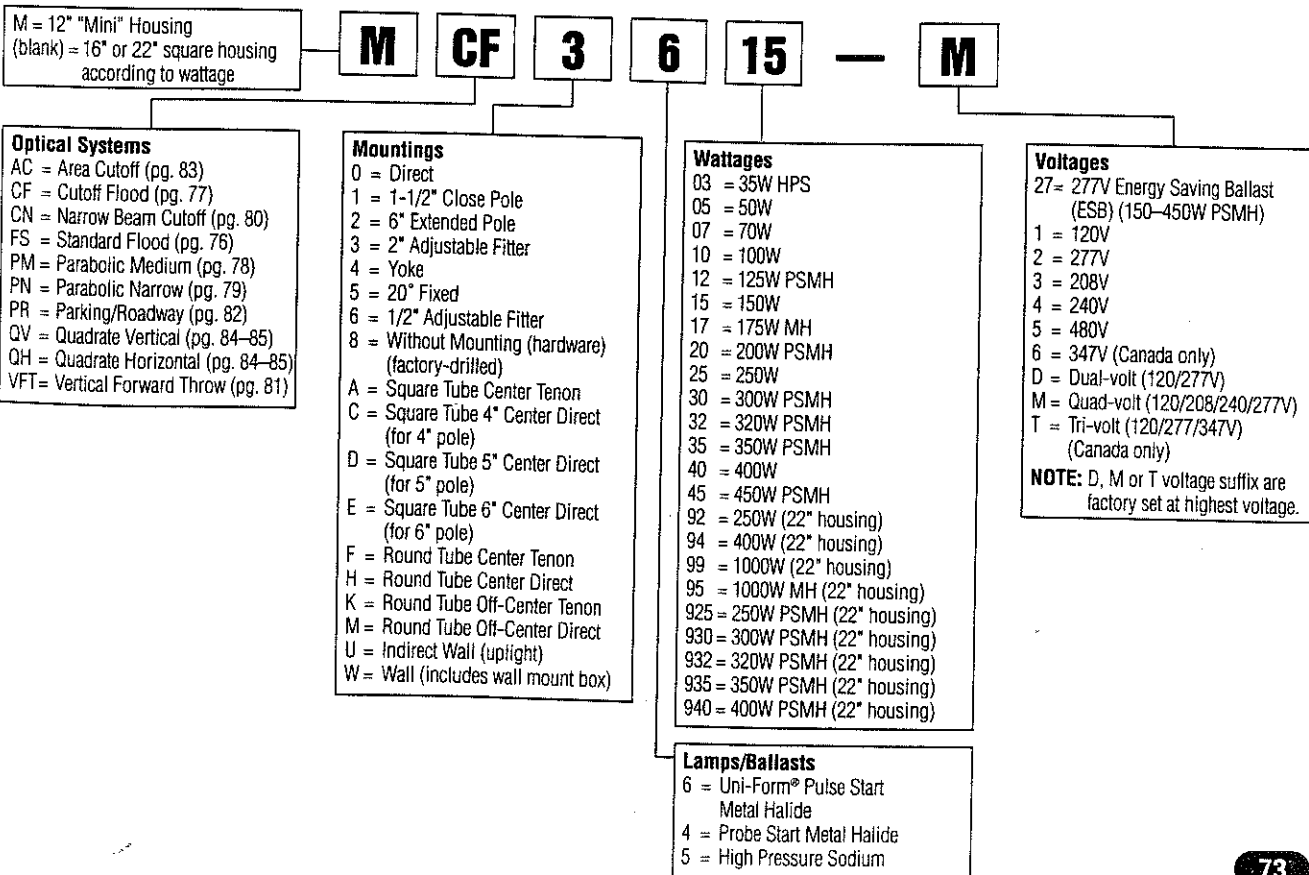 M = 12" "Mini" Housing
(blank) = 16" or 22" square housing
according to wattage
M CF 3 6 15 — M
Optical Systems
AC = Area Cutoff (pg. 83)
CF = Cutoff Flood (pg. 77)
CN = Narrow Beam Cutoff (pg. 80)
FS = Standard Flood (pg. 76)
PM = Parabolic Medium (pg. 78)
PN = Parabolic Narrow (pg. 79)
PR = Parking/Roadway (pg. 82)
QV = Quadrate Vertical (pg. 84–85)
QH = Quadrate Horizontal (pg. 84–85)
VFT= Vertical Forward Throw (pg. 81)
Mountings
0 = Direct
1 = 1-1/2" Close Pole
2 = 6" Extended Pole
3 = 2" Adjustable Fitter
4 = Yoke
5 = 20° Fixed
6 = 1/2" Adjustable Fitter
8 = Without Mounting (hardware)
(factory-drilled)
A = Square Tube Center Tenon
C = Square Tube 4" Center Direct
(for 4" pole)
D = Square Tube 5" Center Direct
(for 5" pole)
E = Square Tube 6" Center Direct
(for 6" pole)
F = Round Tube Center Tenon
H = Round Tube Center Direct
K = Round Tube Off-Center Tenon
M = Round Tube Off-Center Direct
U = Indirect Wall (uplight)
W = Wall (includes wall mount box)
Wattages
03 = 35W HPS
05 = 50W
07 = 70W
10 = 100W
12 = 125W PSMH
15 = 150W
17 = 175W MH
20 = 200W PSMH
25 = 250W
30 = 300W PSMH
32 = 320W PSMH
35 = 350W PSMH
40 = 400W
45 = 450W PSMH
92 = 250W (22" housing)
94 = 400W (22" housing)
99 = 1000W (22" housing)
95 = 1000W MH (22" housing)
925 = 250W PSMH (22" housing)
930 = 300W PSMH (22" housing)
932 = 320W PSMH (22" housing)
935 = 350W PSMH (22" housing)
940 = 400W PSMH (22" housing)
Voltages
27= 277V Energy Saving Ballast
(ESB) (150–450W PSMH)
1 = 120V
2 = 277V
3 = 208V
4 = 240V
5 = 480V
6 = 347V (Canada only)
D = Dual-volt (120/277V)
M = Quad-volt (120/208/240/277V)
T = Tri-volt (120/277/347V)
(Canada only)
NOTE: D, M or T voltage suffix are
factory set at highest voltage.
Lamps/Ballasts
6 = Uni-Form® Pulse Start
Metal Halide
4 = Probe Start Metal Halide
5 = High Pressure Sodium
73